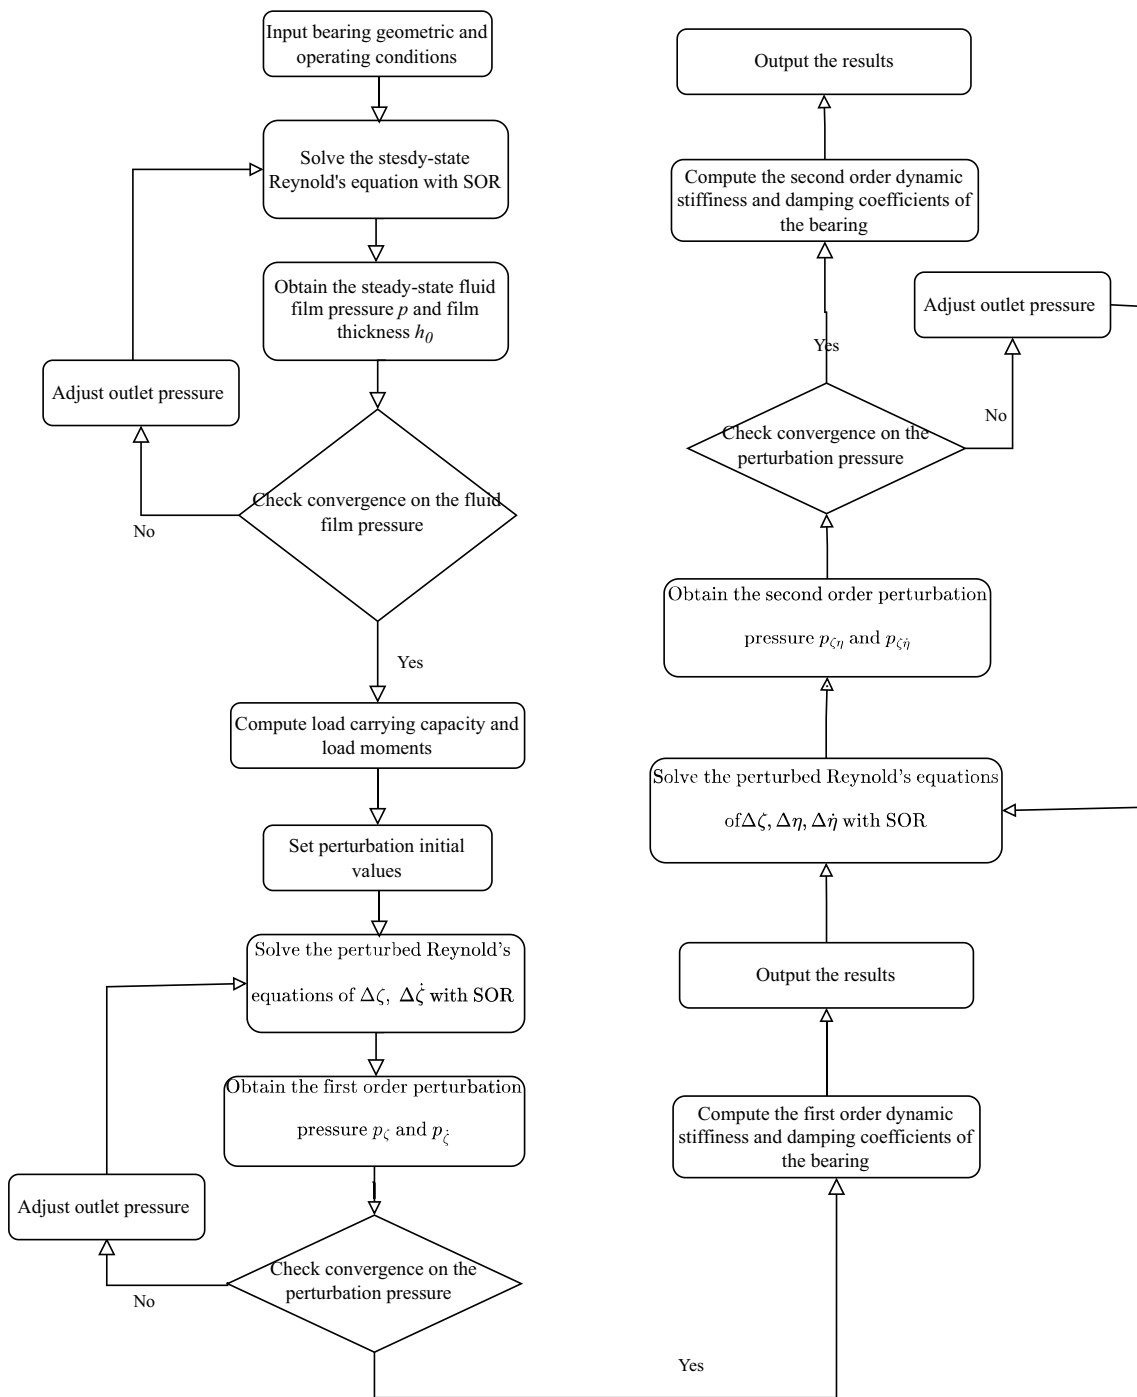 Input bearing geometric and
operating conditions
Solve the stesdy-state
Reynold's equation with SOR
Obtain the steady-state fluid
film pressure p and film
thickness h₀
Adjust outlet pressure
Check convergence on the fluid
film pressure
No
Yes
Compute load carrying capacity and
load moments
Set perturbation initial
values
Solve the perturbed Reynold's
equations of Δζ, Δζ̇ with SOR
Obtain the first order perturbation
pressure p_ζ and p_ζ̇
Adjust outlet pressure
Check convergence on the
perturbation pressure
No
Yes
Compute the first order dynamic
stiffness and damping coefficients of
the bearing
Output the results
Solve the perturbed Reynold's equations
ofΔζ, Δη, Δη̇ with SOR
Obtain the second order perturbation
pressure p_ζη and p_ζη̇
Check convergence on the
perturbation pressure
No
Adjust outlet pressure
Yes
Compute the second order dynamic
stiffness and damping coefficients of
the bearing
Output the results